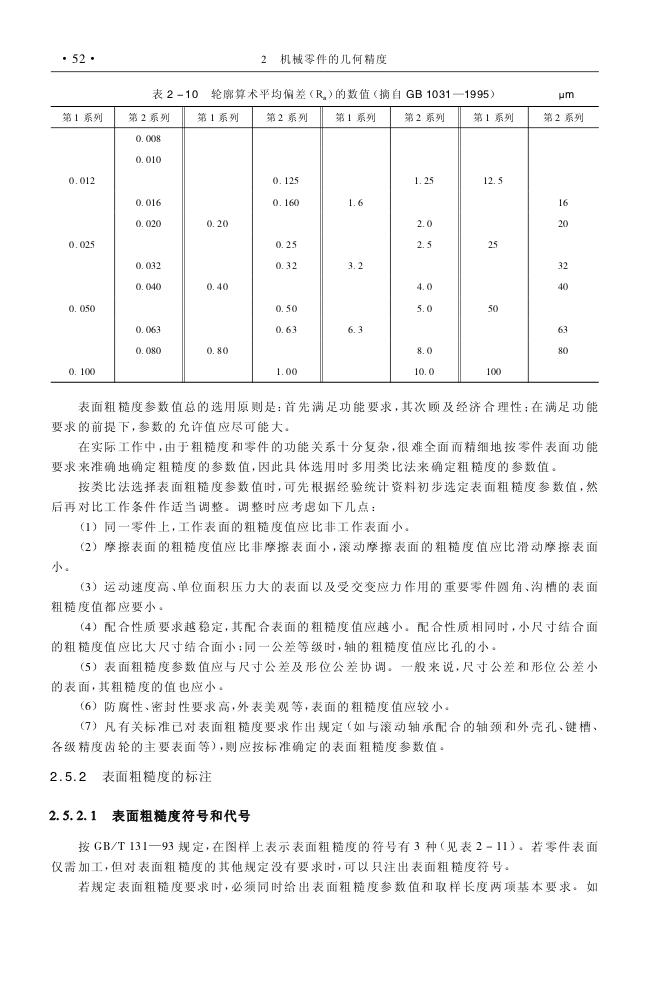 · 52 ·
2 机械零件的几何精度
表 2－10 轮廓算术平均偏差（Ra）的数值（摘自 GB 1031—1995） μm
第 1 系列 第 2 系列 第 1 系列 第 2 系列 第 1 系列 第 2 系列 第 1 系列 第 2 系列
0.008
0.010
0.012 0.125 1.25 12.5
0.016 0.160 1.6 16
0.020 0.20 2.0 20
0.025 0.25 2.5 25
0.032 0.32 3.2 32
0.040 0.40 4.0 40
0.050 0.50 5.0 50
0.063 0.63 6.3 63
0.080 0.80 8.0 80
0.100 1.00 10.0 100
表面粗糙度参数值总的选用原则是：首先满足功能要求，其次顾及经济合理性；在满足功能
要求的前提下，参数的允许值应尽可能大。
在实际工作中，由于粗糙度和零件的功能关系十分复杂，很难全面而精细地按零件表面功能
要求来准确地确定粗糙度的参数值，因此具体选用时多用类比法来确定粗糙度的参数值。
按类比法选择表面粗糙度参数值时，可先根据经验统计资料初步选定表面粗糙度参数值，然
后再对比工作条件作适当调整。调整时应考虑如下几点：
（1）同一零件上，工作表面的粗糙度值应比非工作表面小。
（2）摩擦表面的粗糙度值应比非摩擦表面小，滚动摩擦表面的粗糙度值应比滑动摩擦表面
小。
（3）运动速度高、单位面积压力大的表面以及受交变应力作用的重要零件圆角、沟槽的表面
粗糙度值都应要小。
（4）配合性质要求越稳定，其配合表面的粗糙度值应越小。配合性质相同时，小尺寸结合面
的粗糙度值应比大尺寸结合面小；同一公差等级时，轴的粗糙度值应比孔的小。
（5）表面粗糙度参数值应与尺寸公差及形位公差协调。一般来说，尺寸公差和形位公差小
的表面，其粗糙度的值也应小。
（6）防腐性、密封性要求高，外表美观等，表面的粗糙度值应较小。
（7）凡有关标准已对表面粗糙度要求作出规定（如与滚动轴承配合的轴颈和外壳孔、键槽、
各级精度齿轮的主要表面等），则应按标准确定的表面粗糙度参数值。
2.5.2 表面粗糙度的标注
2.5.2.1 表面粗糙度符号和代号
按 GB/T 131—93 规定，在图样上表示表面粗糙度的符号有 3 种（见表 2－11）。若零件表面
仅需加工，但对表面粗糙度的其他规定没有要求时，可以只注出表面粗糙度符号。
若规定表面粗糙度要求时，必须同时给出表面粗糙度参数值和取样长度两项基本要求。如